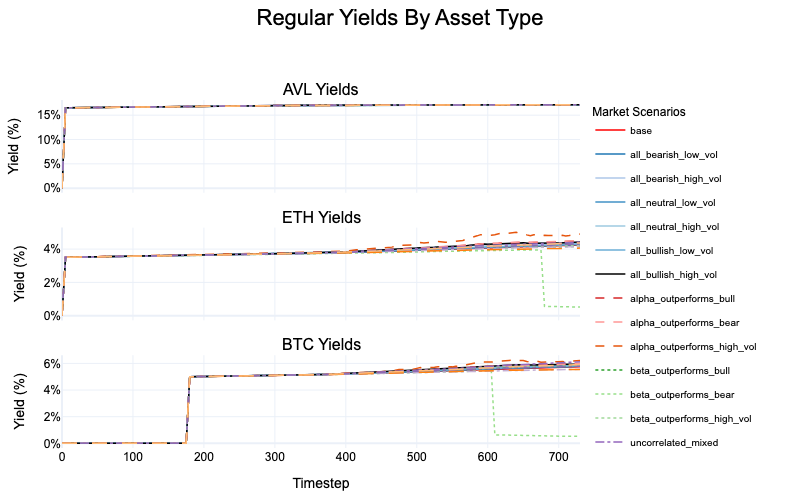 Regular Yields By Asset Type
AVL Yields
Yield (%)
15%
10%
5%
0%
ETH Yields
Yield (%)
4%
2%
0%
BTC Yields
Yield (%)
6%
4%
2%
0%
0 100 200 300 400 500 600 700
Timestep
Market Scenarios
base
all_bearish_low_vol
all_bearish_high_vol
all_neutral_low_vol
all_neutral_high_vol
all_bullish_low_vol
all_bullish_high_vol
alpha_outperforms_bull
alpha_outperforms_bear
alpha_outperforms_high_vol
beta_outperforms_bull
beta_outperforms_bear
beta_outperforms_high_vol
uncorrelated_mixed